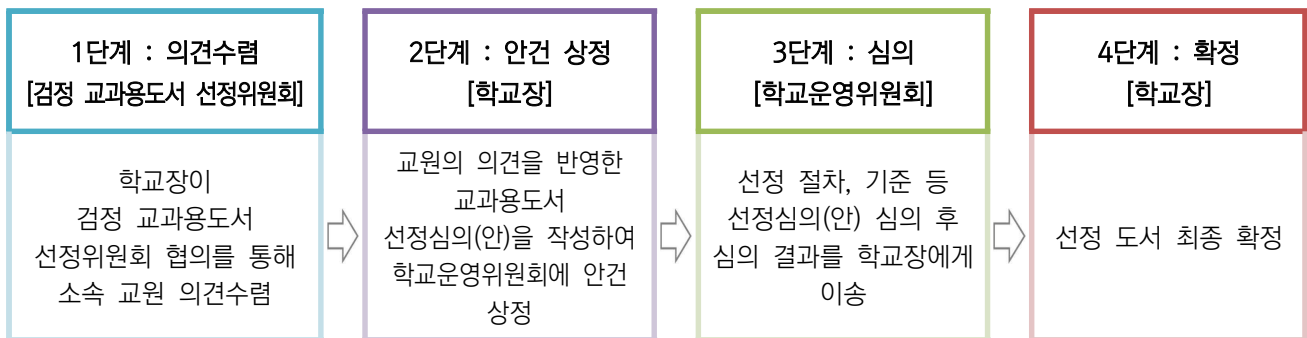 1단계 : 의견수렴
[검정 교과용도서 선정위원회]
학교장이
검정 교과용도서
선정위원회 협의를 통해
소속 교원 의견수렴
2단계 : 안건 상정
[학교장]
교원의 의견을 반영한
교과용도서
선정심의(안)을 작성하여
학교운영위원회에 안건
상정
3단계 : 심의
[학교운영위원회]
선정 절차, 기준 등
선정심의(안) 심의 후
심의 결과를 학교장에게
이송
4단계 : 확정
[학교장]
선정 도서 최종 확정